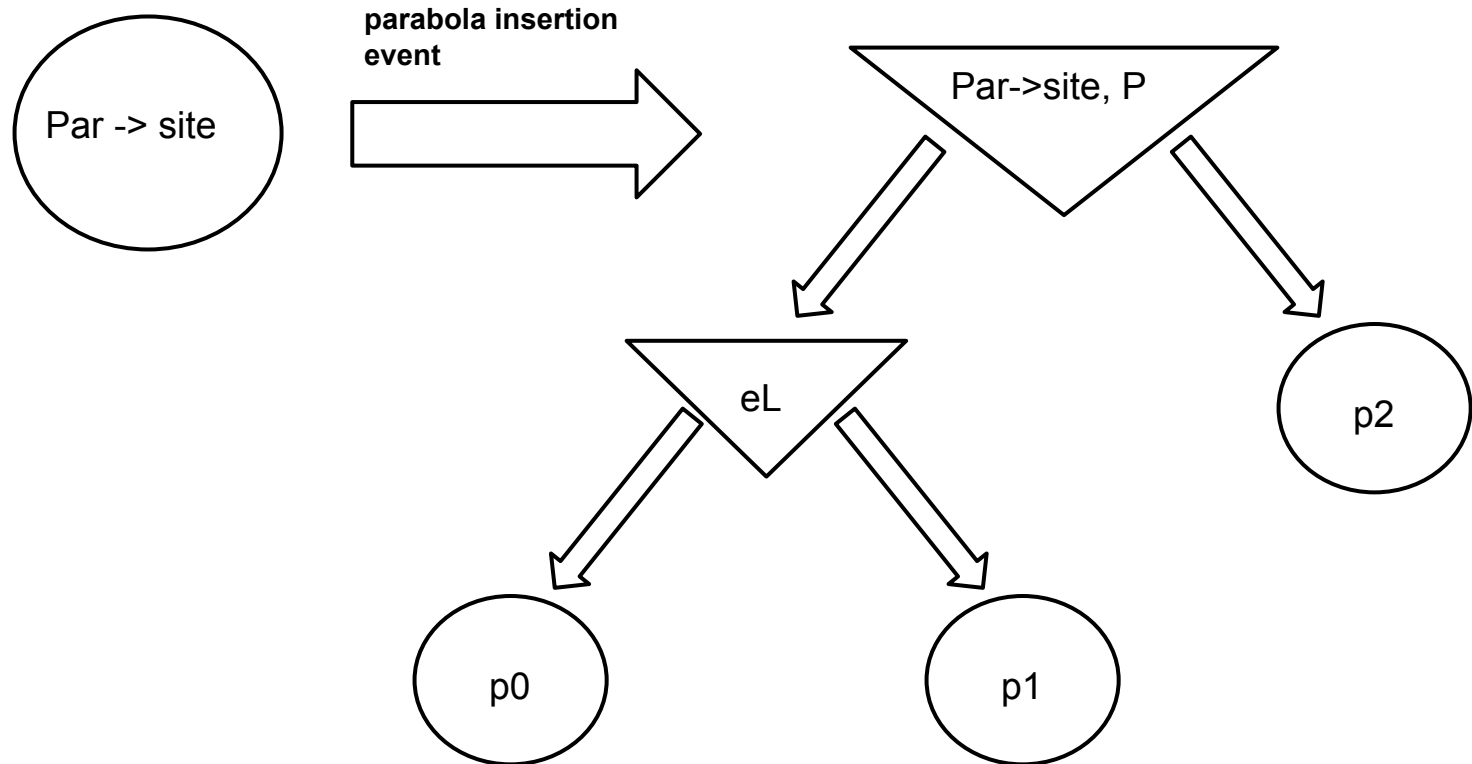 parabola insertion
event
Par -> site
Par->site, P
eL
p2
p0
p1